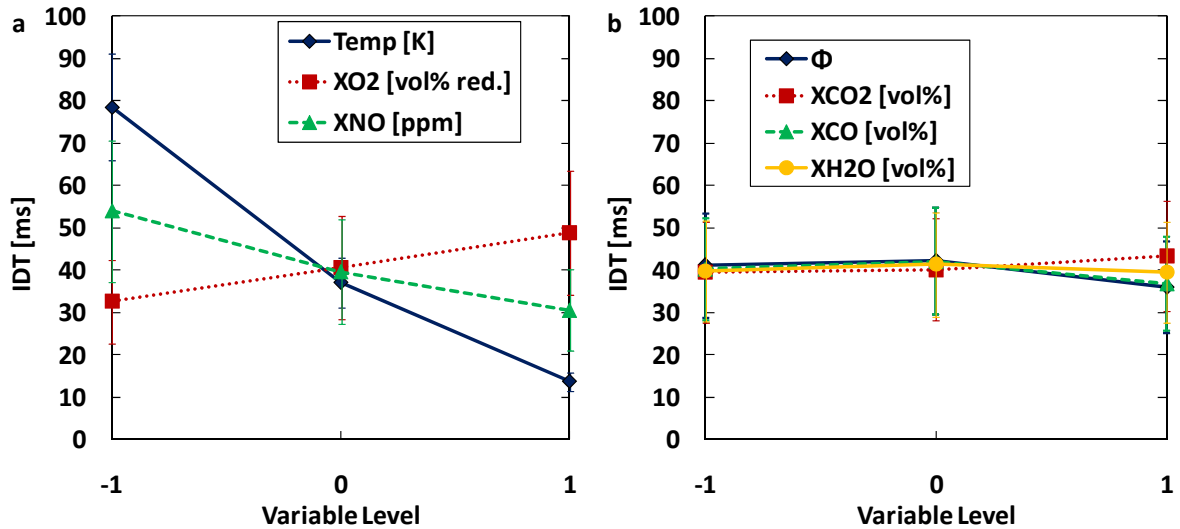 a
Temp [K]
XO2 [vol% red.]
XNO [ppm]
100
90
80
70
60
50
40
30
20
10
0
IDT [ms]
-1
0
1
Variable Level
b
Φ
XCO2 [vol%]
XCO [vol%]
XH2O [vol%]
100
90
80
70
60
50
40
30
20
10
0
IDT [ms]
-1
0
1
Variable Level